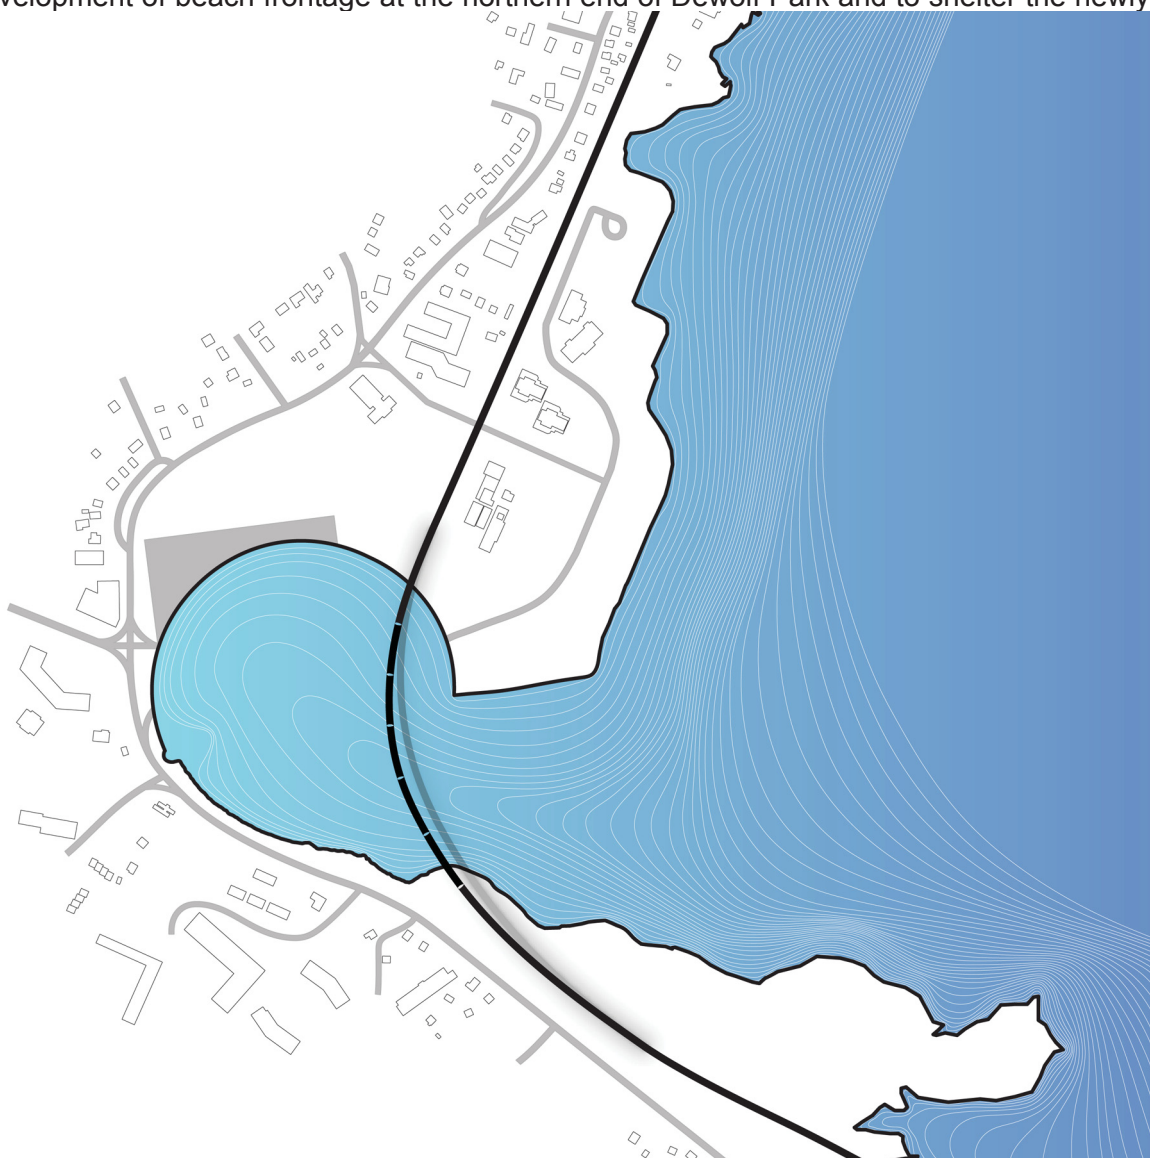 velopment of beach frontage at the northern end of Dewolf Park and to shelter the newly